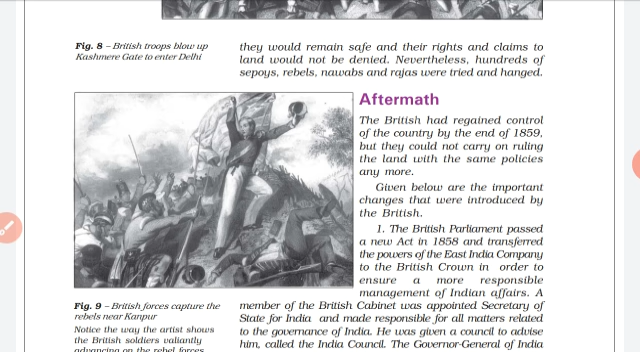 Fig. 8 – British troops blow up
Kashmere Gate to enter Delhi
they would remain safe and their rights and claims to
land would not be denied. Nevertheless, hundreds of
sepoys, rebels, nawabs and rajas were tried and hanged.
Aftermath
The British had regained control
of the country by the end of 1859,
but they could not carry on ruling
the land with the same policies
any more.
Given below are the important
changes that were introduced by
the British.
1. The British Parliament passed
a new Act in 1858 and transferred
the powers of the East India Company
to the British Crown in order to
ensure a more responsible
management of Indian affairs. A
member of the British Cabinet was appointed Secretary of
State for India and made responsible for all matters related
to the governance of India. He was given a council to advise
him, called the India Council. The Governor-General of India
Fig. 9 – British forces capture the
rebels near Kanpur
Notice the way the artist shows
the British soldiers valiantly
advancing on the rebel forces.